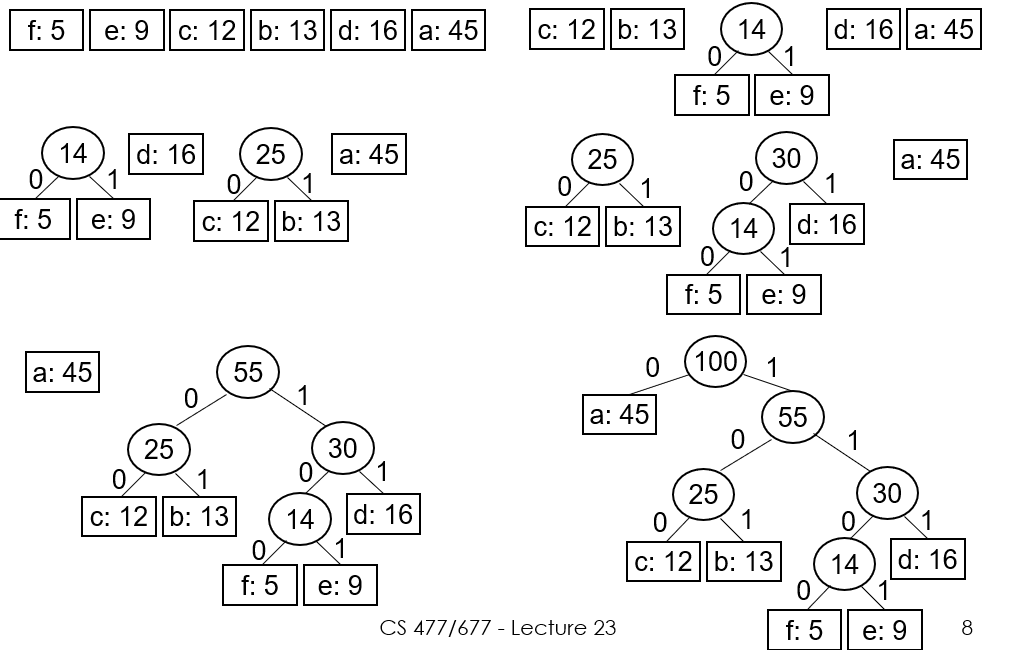 f: 5 e: 9 c: 12 b: 13 d: 16 a: 45
c: 12 b: 13 14 d: 16 a: 45
0 1
f: 5 e: 9
14 d: 16 25 a: 45
0 1 0 1
f: 5 e: 9 c: 12 b: 13
25 30 a: 45
0 1 0 1
c: 12 b: 13 14 d: 16
0 1
f: 5 e: 9
a: 45 55
0 1
25 30
0 1 0 1
c: 12 b: 13 14 d: 16
0 1
f: 5 e: 9
100
0 1
a: 45 55
0 1
25 30
0 1 0 1
c: 12 b: 13 14 d: 16
0 1
f: 5 e: 9
CS 477/677 - Lecture 23 8